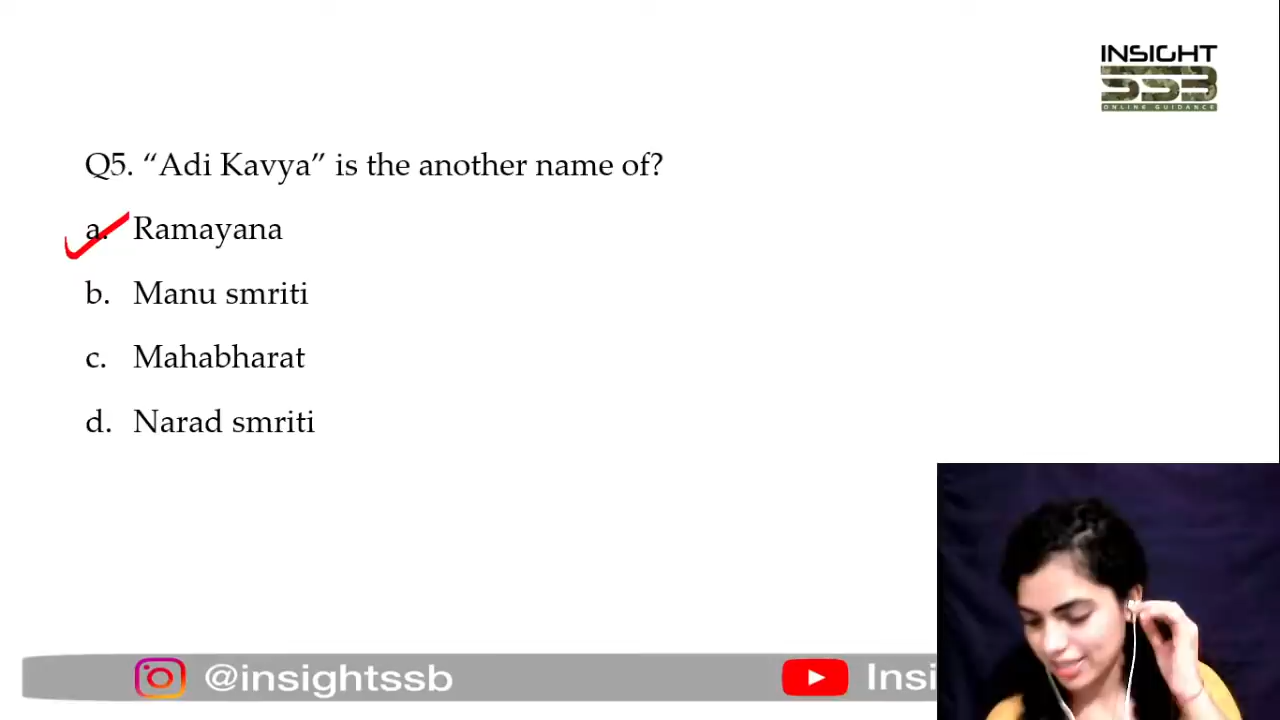 INSIGHT
SSB
ONLINE GUIDANCE
Q5. “Adi Kavya” is the another name of?
a. Ramayana
b. Manu smriti
c. Mahabharat
d. Narad smriti
@insightssb
Insi